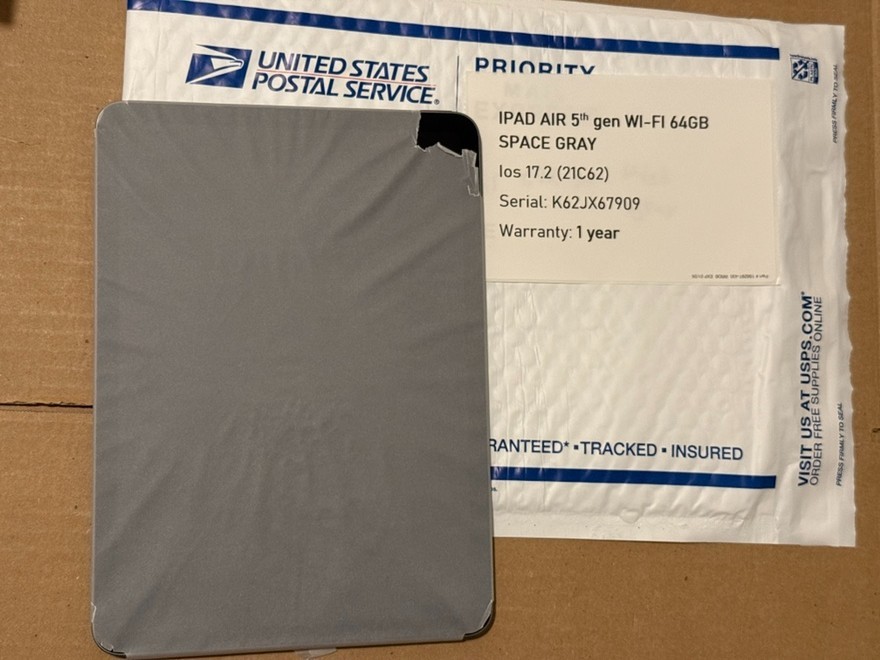 UNITED STATES
POSTAL SERVICE®
PRIORITY
IPAD AIR 5th gen WI-FI 64GB
SPACE GRAY
Ios 17.2 (21C62)
Serial: K62JX67909
Warranty: 1 year
RANTEED* ▪ TRACKED ▪ INSURED
VISIT US AT USPS.COM®
ORDER FREE SUPPLIES ONLINE
PRESS FIRMLY TO SEAL
PRESS FIRMLY TO SEAL